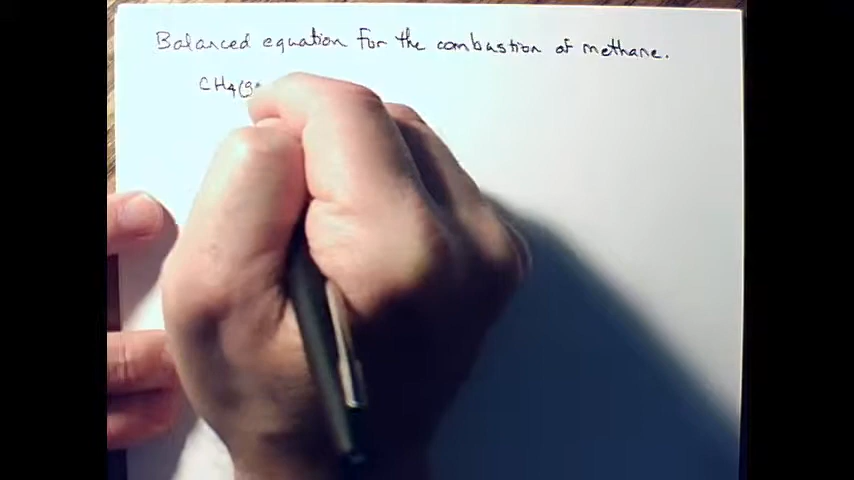 Balanced equation for the combustion of methane.
CH4(g